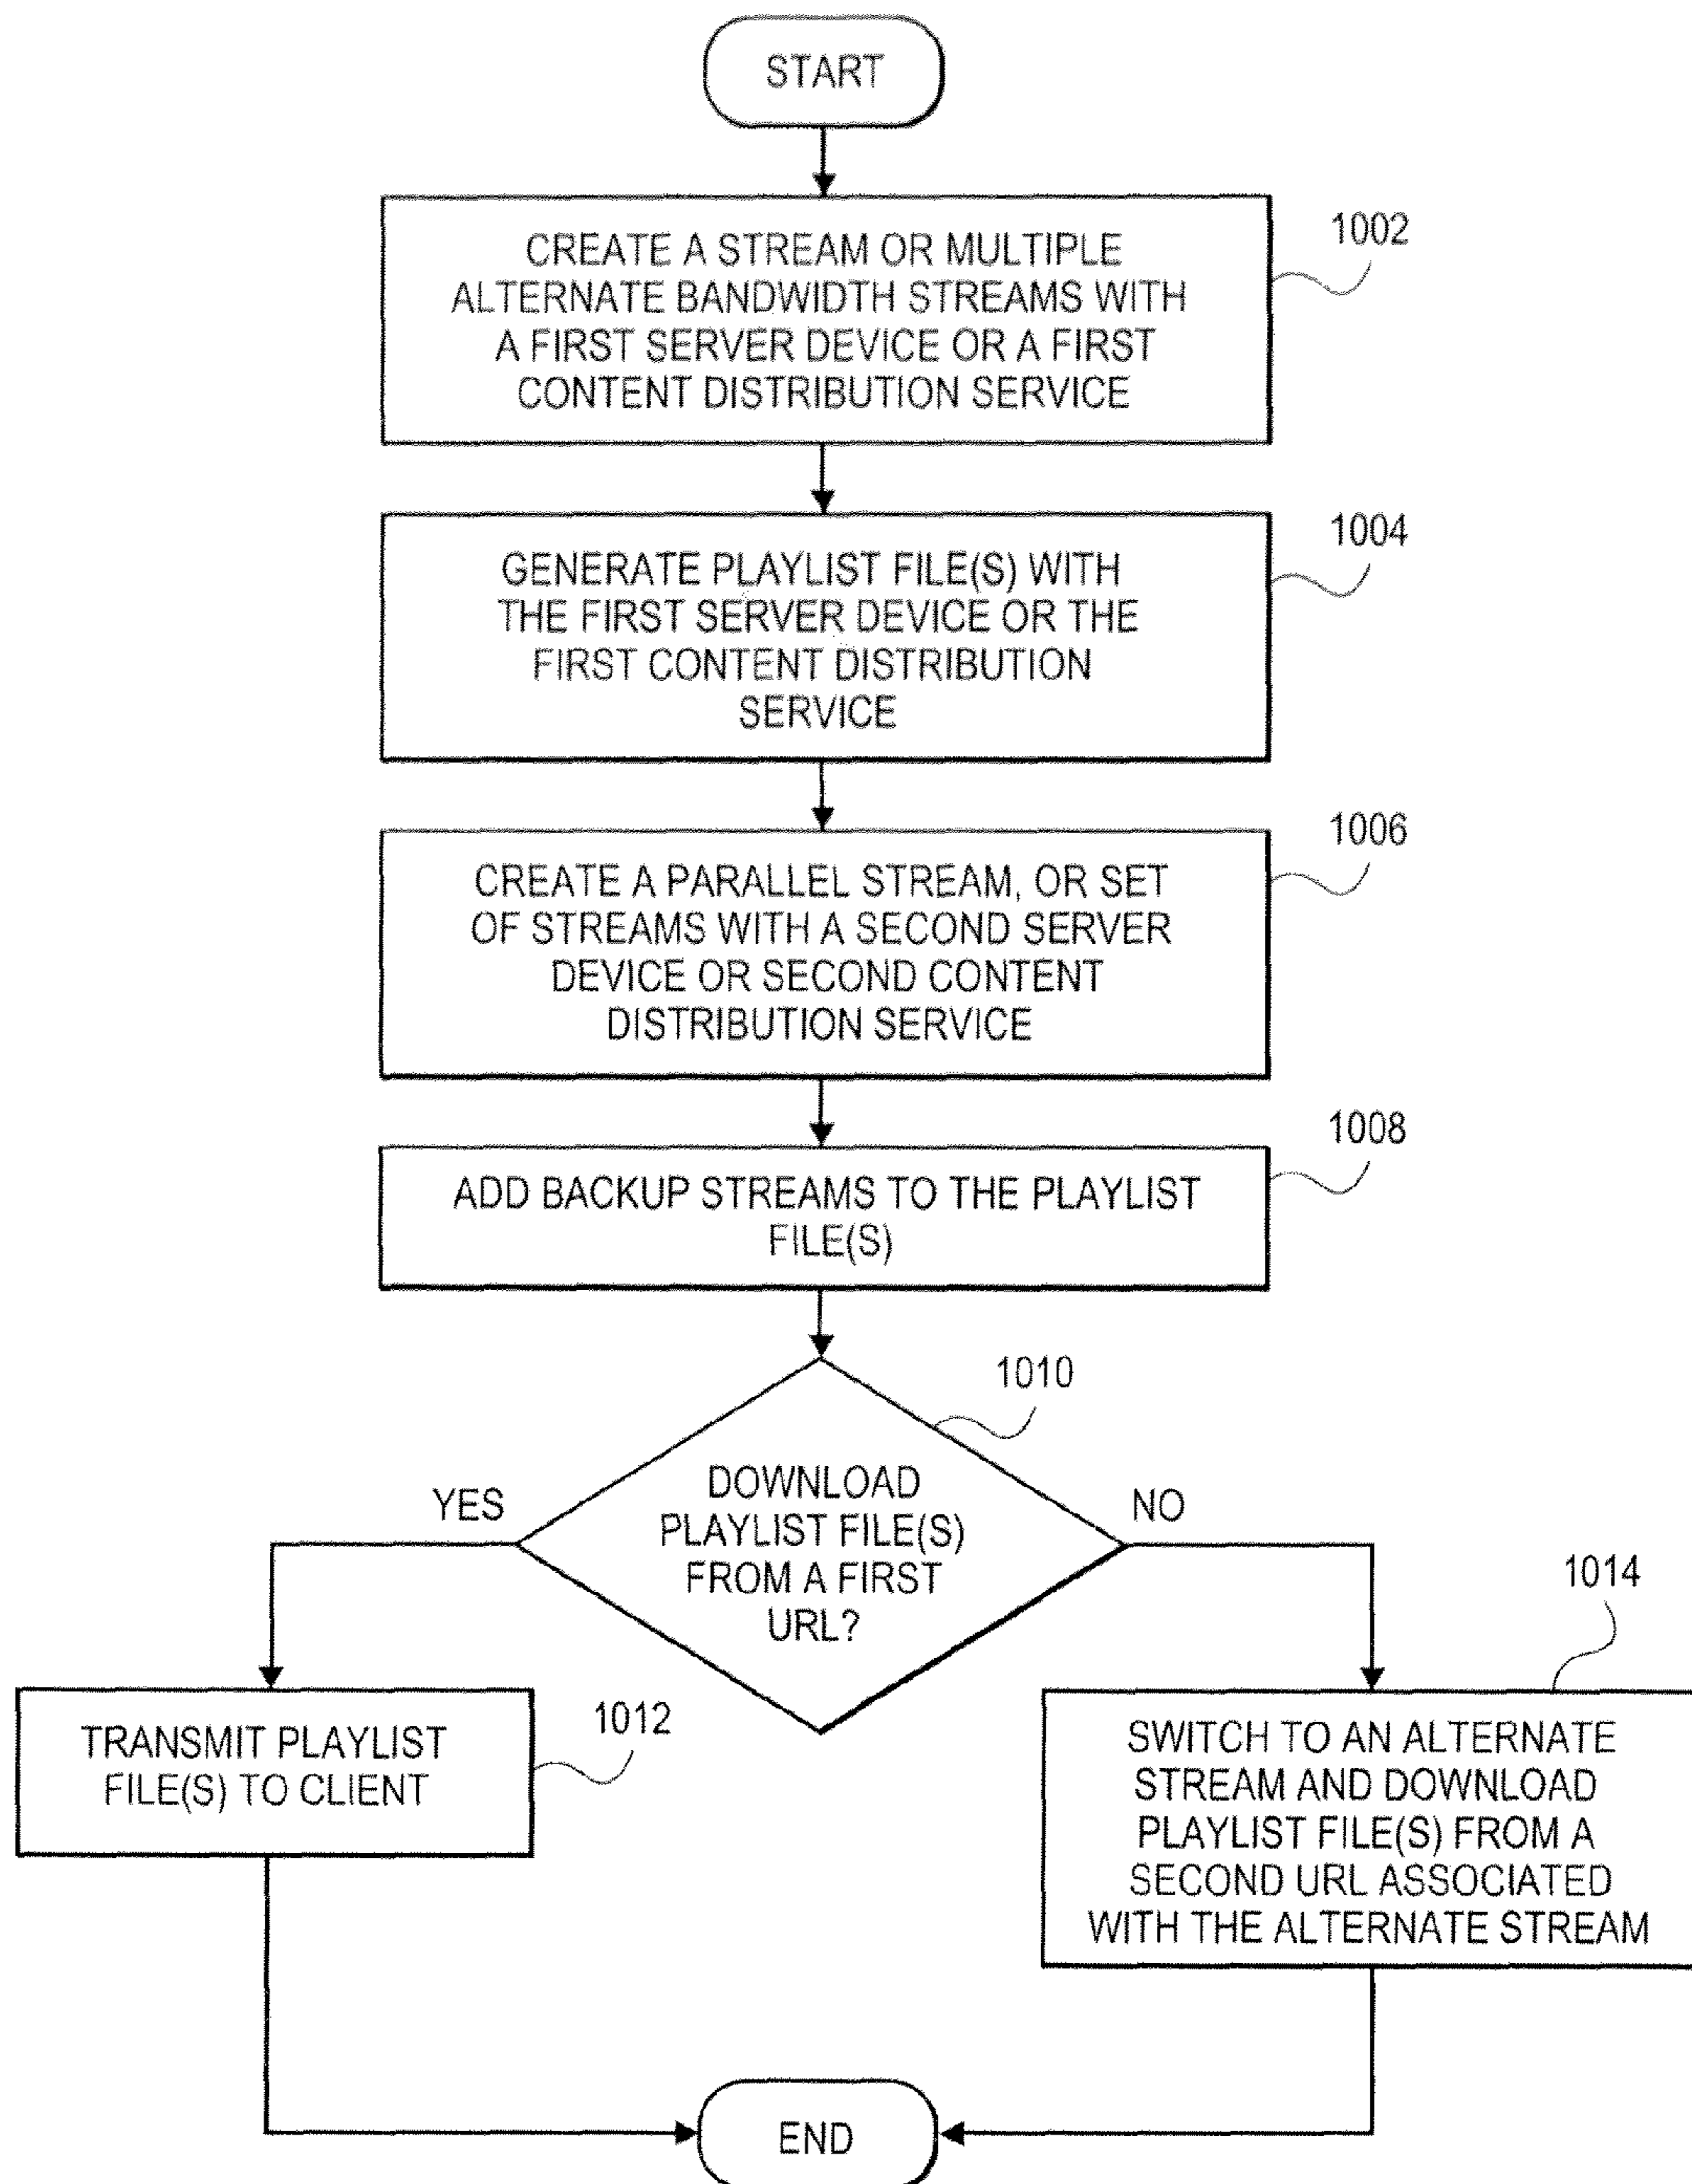 START
CREATE A STREAM OR MULTIPLE
ALTERNATE BANDWIDTH STREAMS WITH
A FIRST SERVER DEVICE OR A FIRST
CONTENT DISTRIBUTION SERVICE
1002
GENERATE PLAYLIST FILE(S) WITH
THE FIRST SERVER DEVICE OR THE
FIRST CONTENT DISTRIBUTION
SERVICE
1004
CREATE A PARALLEL STREAM, OR SET
OF STREAMS WITH A SECOND SERVER
DEVICE OR SECOND CONTENT
DISTRIBUTION SERVICE
1006
ADD BACKUP STREAMS TO THE PLAYLIST
FILE(S)
1008
1010
DOWNLOAD
PLAYLIST FILE(S)
FROM A FIRST
URL?
YES
NO
TRANSMIT PLAYLIST
FILE(S) TO CLIENT
1012
1014
SWITCH TO AN ALTERNATE
STREAM AND DOWNLOAD
PLAYLIST FILE(S) FROM A
SECOND URL ASSOCIATED
WITH THE ALTERNATE STREAM
END